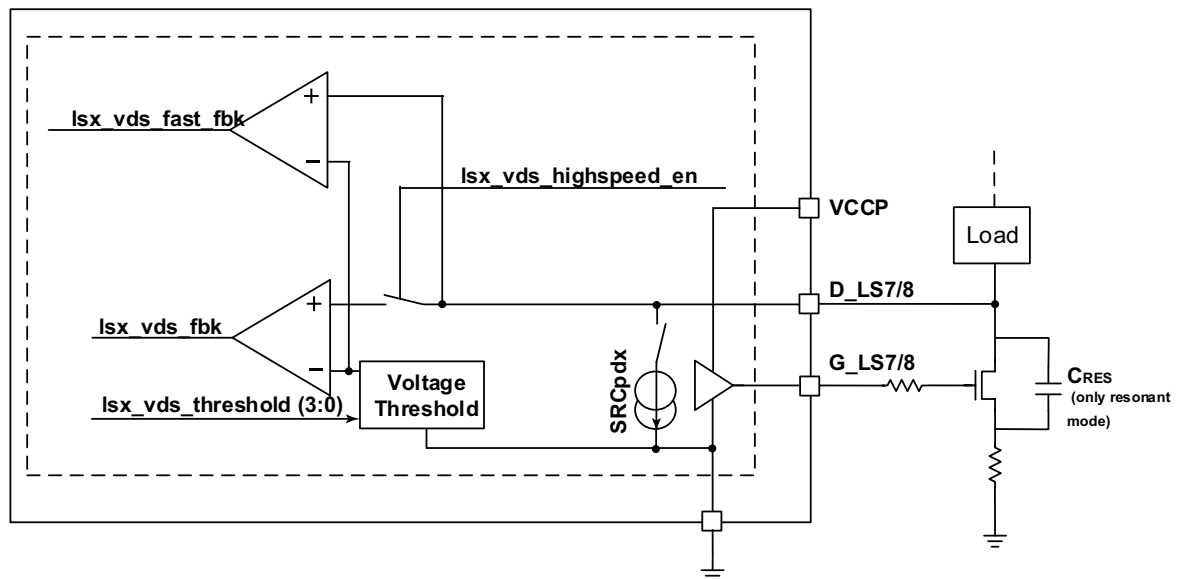 lsx_vds_fast_fbk
+
−
lsx_vds_highspeed_en
VCCP
Load
D_LS7/8
+
lsx_vds_fbk
−
Voltage
Threshold
lsx_vds_threshold (3:0)
SRCpdx
G_LS7/8
CRES
(only resonant
mode)